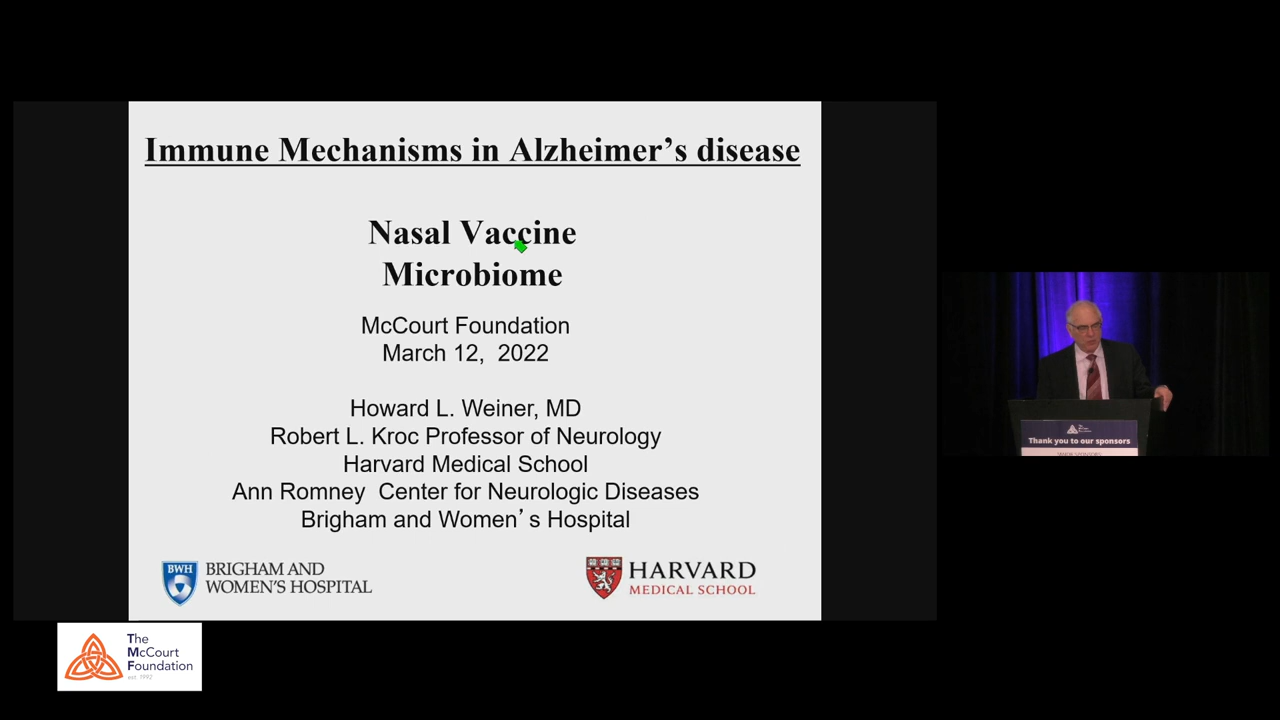 Immune Mechanisms in Alzheimer's disease
Nasal Vaccine
Microbiome
McCourt Foundation
March 12, 2022
Howard L. Weiner, MD
Robert L. Kroc Professor of Neurology
Harvard Medical School
Ann Romney Center for Neurologic Diseases
Brigham and Women's Hospital
BWH
BRIGHAM AND
WOMEN'S HOSPITAL
HARVARD
MEDICAL SCHOOL
Thank you to our sponsors
The
McCourt
Foundation
est. 1992